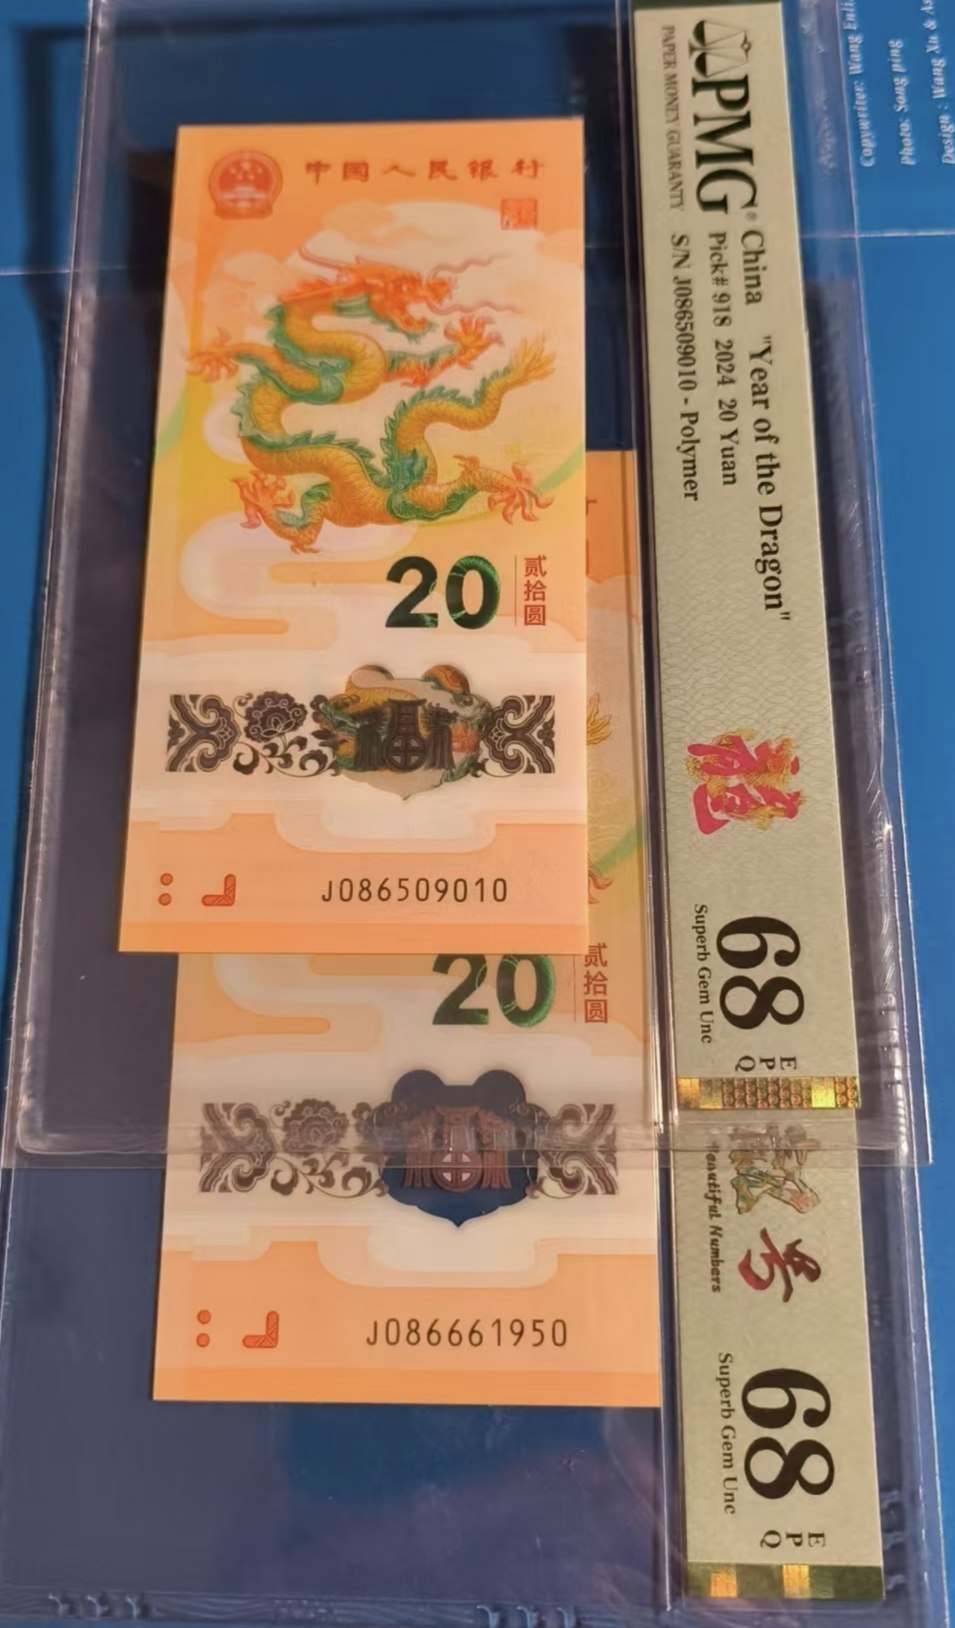 中国人民银行
20
贰拾圆
J086509010
20
贰拾圆
J086661950
PMG®
PAPER MONEY GUARANTY
China "Year of the Dragon"
Pick# 918 2024 20 Yuan
S/N J086509010 - Polymer
福
68
Superb Gem Unc
EPQ
号
Beautiful Numbers
68
Superb Gem Unc
EPQ
Design: Wang Xu &
Photo: Song Ping
Copywriter: Wang